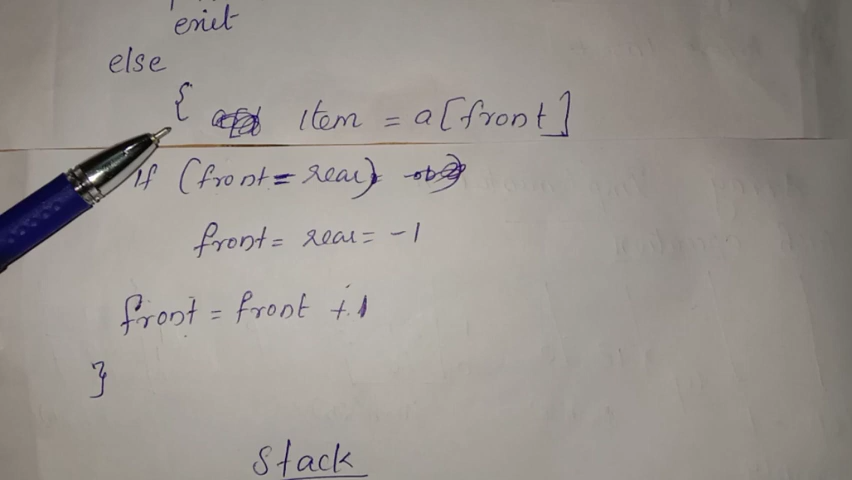 exit
else
{ item = a[front]
If (front = rear)
front = rear = -1
front = front + 1
}
Stack